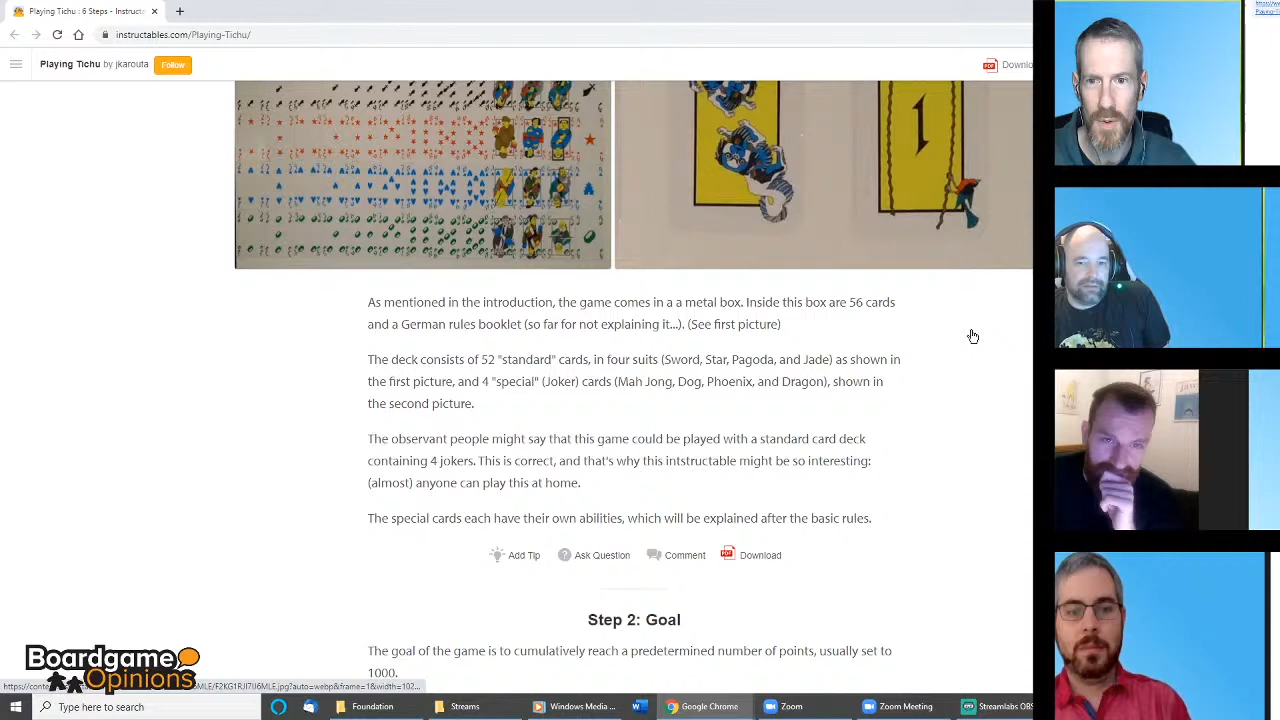 Playing Tichu : 6 Steps - Instructa
instructables.com/Playing-Tichu/
Playing Tichu by jkarouta
Follow
PDF
Downlo
1
As mentioned in the introduction, the game comes in a a metal box. Inside this box are 56 cards
and a German rules booklet (so far for not explaining it...). (See first picture)
The deck consists of 52 "standard" cards, in four suits (Sword, Star, Pagoda, and Jade) as shown in
the first picture, and 4 "special" (Joker) cards (Mah Jong, Dog, Phoenix, and Dragon), shown in
the second picture.
The observant people might say that this game could be played with a standard card deck
containing 4 jokers. This is correct, and that's why this intstructable might be so interesting:
(almost) anyone can play this at home.
The special cards each have their own abilities, which will be explained after the basic rules.
Add Tip
Ask Question
Comment
PDF
Download
Step 2: Goal
The goal of the game is to cumulatively reach a predetermined number of points, usually set to
1000.
Boardgame
Opinions
Type here to search
Foundation
Streams
Windows Media ...
Google Chrome
Zoom
Zoom Meeting
Streamlabs OBS